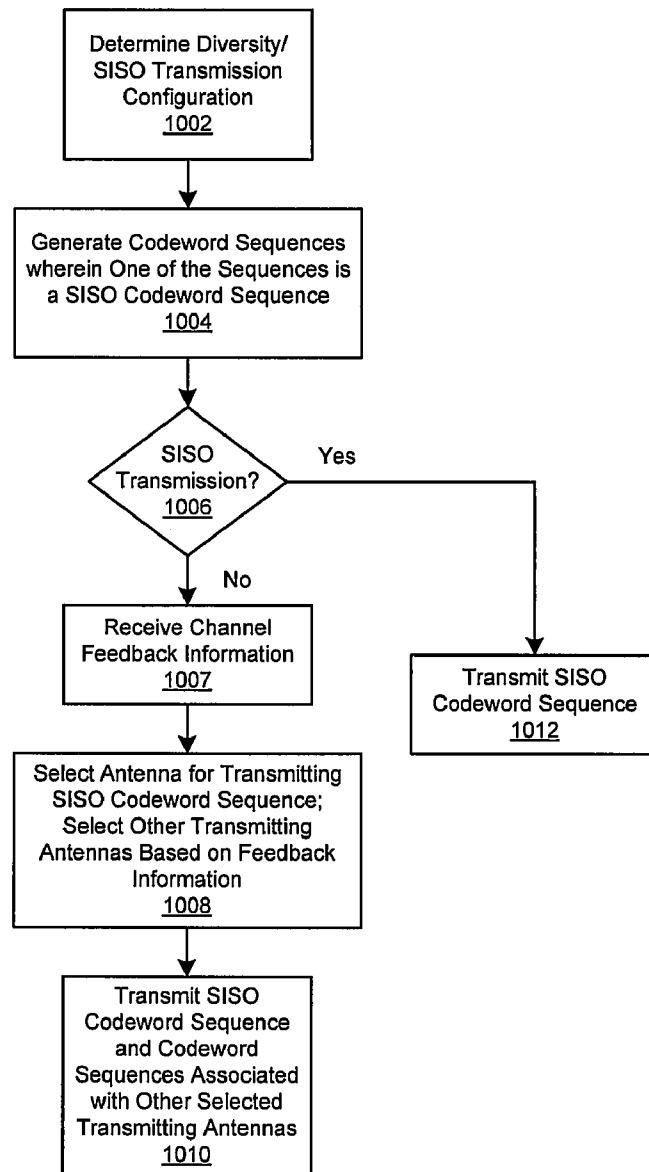 Determine Diversity/
SISO Transmission
Configuration
1002
Generate Codeword Sequences
wherein One of the Sequences is
a SISO Codeword Sequence
1004
SISO
Transmission?
1006
Yes
No
Receive Channel
Feedback Information
1007
Transmit SISO
Codeword Sequence
1012
Select Antenna for Transmitting
SISO Codeword Sequence;
Select Other Transmitting
Antennas Based on Feedback
Information
1008
Transmit SISO
Codeword Sequence
and Codeword
Sequences Associated
with Other Selected
Transmitting Antennas
1010